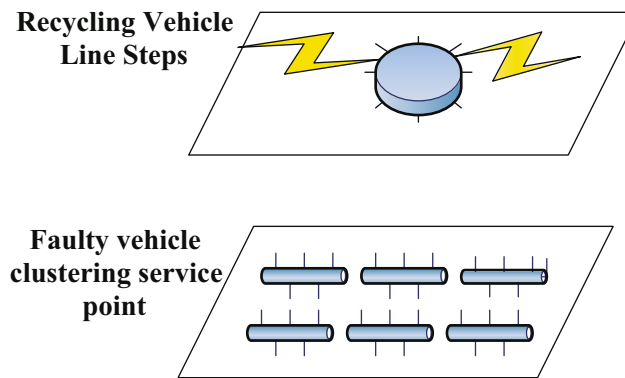 Recycling Vehicle
Line Steps
Faulty vehicle
clustering service
point